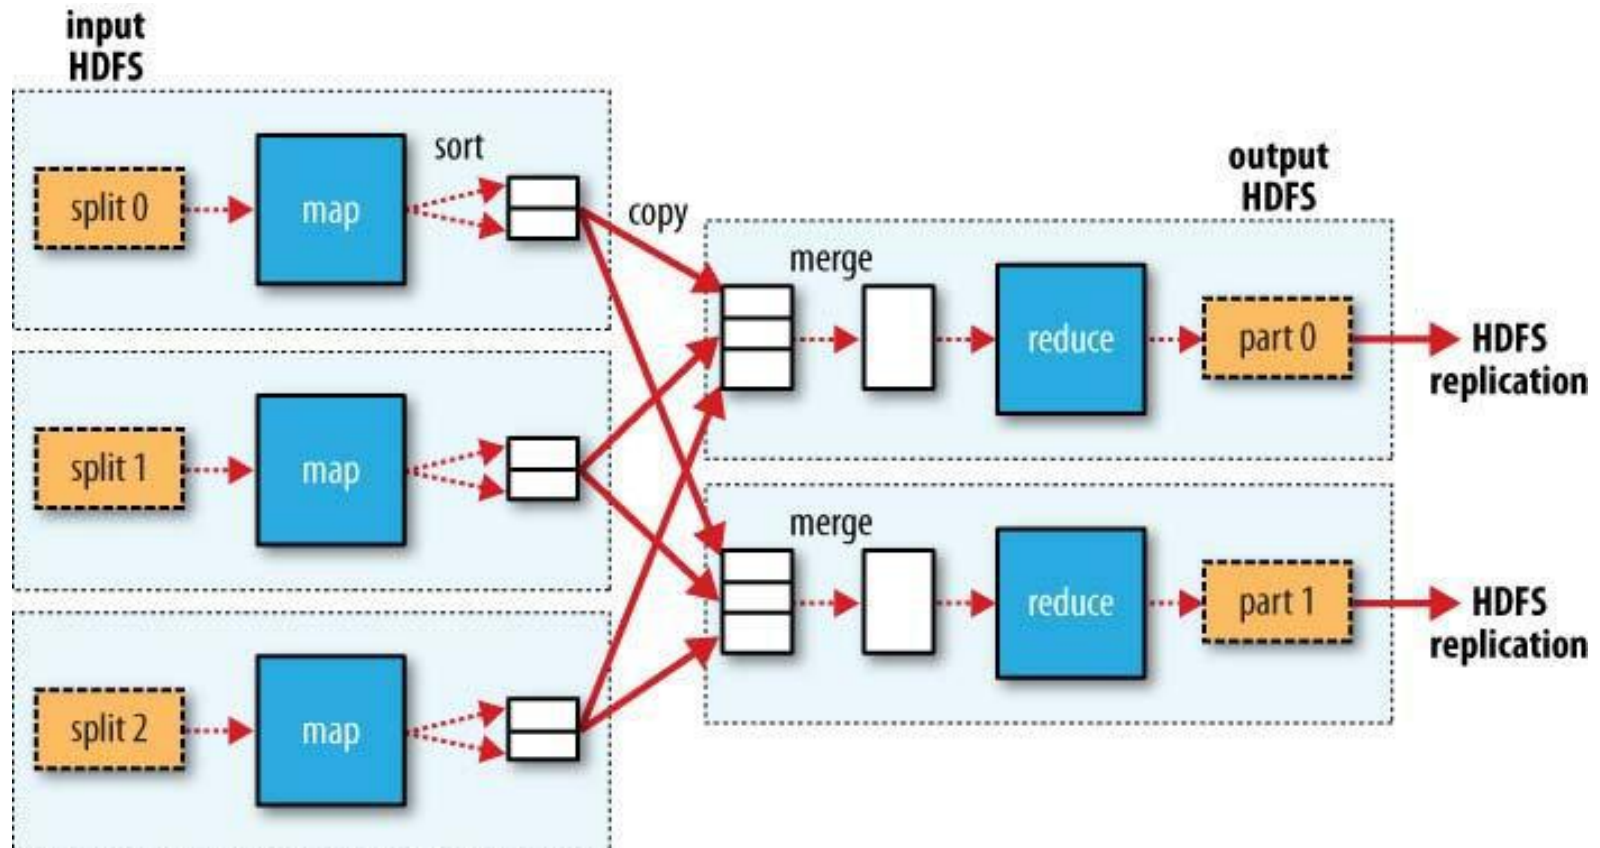 input
HDFS
split 0
map
sort
copy
split 1
map
split 2
map
output
HDFS
merge
reduce
part 0
HDFS
replication
merge
reduce
part 1
HDFS
replication